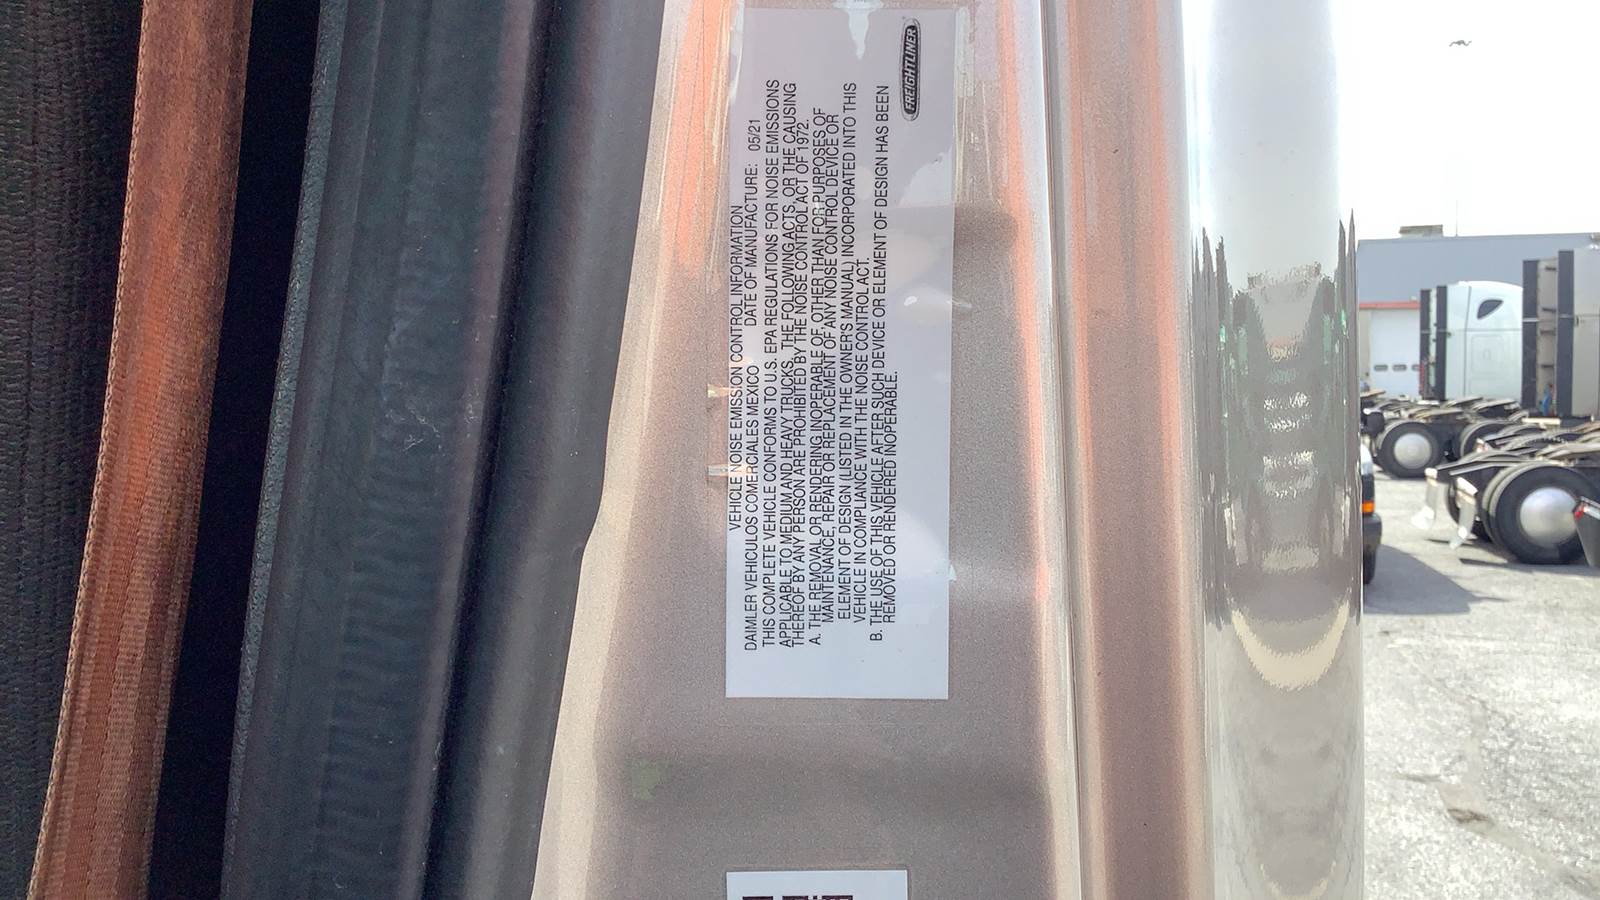 FREIGHTLINER
VEHICLE NOISE EMISSION CONTROL INFORMATION
DAIMLER VEHICULOS COMERCIALES MEXICO DATE OF MANUFACTURE: 05/21
THIS COMPLETE VEHICLE CONFORMS TO U.S. EPA REGULATIONS FOR NOISE EMISSIONS
APPLICABLE TO MEDIUM AND HEAVY TRUCKS. THE FOLLOWING ACTS, OR THE CAUSING
THEREOF BY ANY PERSON ARE PROHIBITED BY THE NOISE CONTROL ACT OF 1972.
A. THE REMOVAL OR RENDERING INOPERABLE OF, OTHER THAN FOR PURPOSES OF
MAINTENANCE, REPAIR OR REPLACEMENT OF ANY NOISE CONTROL DEVICE OR
ELEMENT OF DESIGN (LISTED IN THE OWNER'S MANUAL) INCORPORATED INTO THIS
VEHICLE IN COMPLIANCE WITH THE NOISE CONTROL ACT.
B. THE USE OF THIS VEHICLE AFTER SUCH DEVICE OR ELEMENT OF DESIGN HAS BEEN
REMOVED OR RENDERED INOPERABLE.